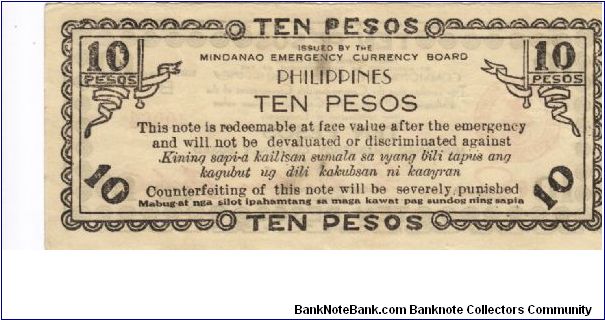 TEN PESOS
10 PESOS
10 PESOS
ISSUED BY THE
MINDANAO EMERGENCY CURRENCY BOARD
PHILIPPINES
TEN PESOS
This note is redeemable at face value after the emergency
and will not be devaluated or discriminated against
Kining sapi-a kailisan sumala sa iyang bili tapus ang
kagubut ug dili kakubsan ni kaayran
10
10
Counterfeiting of this note will be severely punished
Mabug-at nga silot ipahamtang sa maga kawat pag sundog ning sapia
TEN PESOS
BankNoteBank.com Banknote Collectors Community